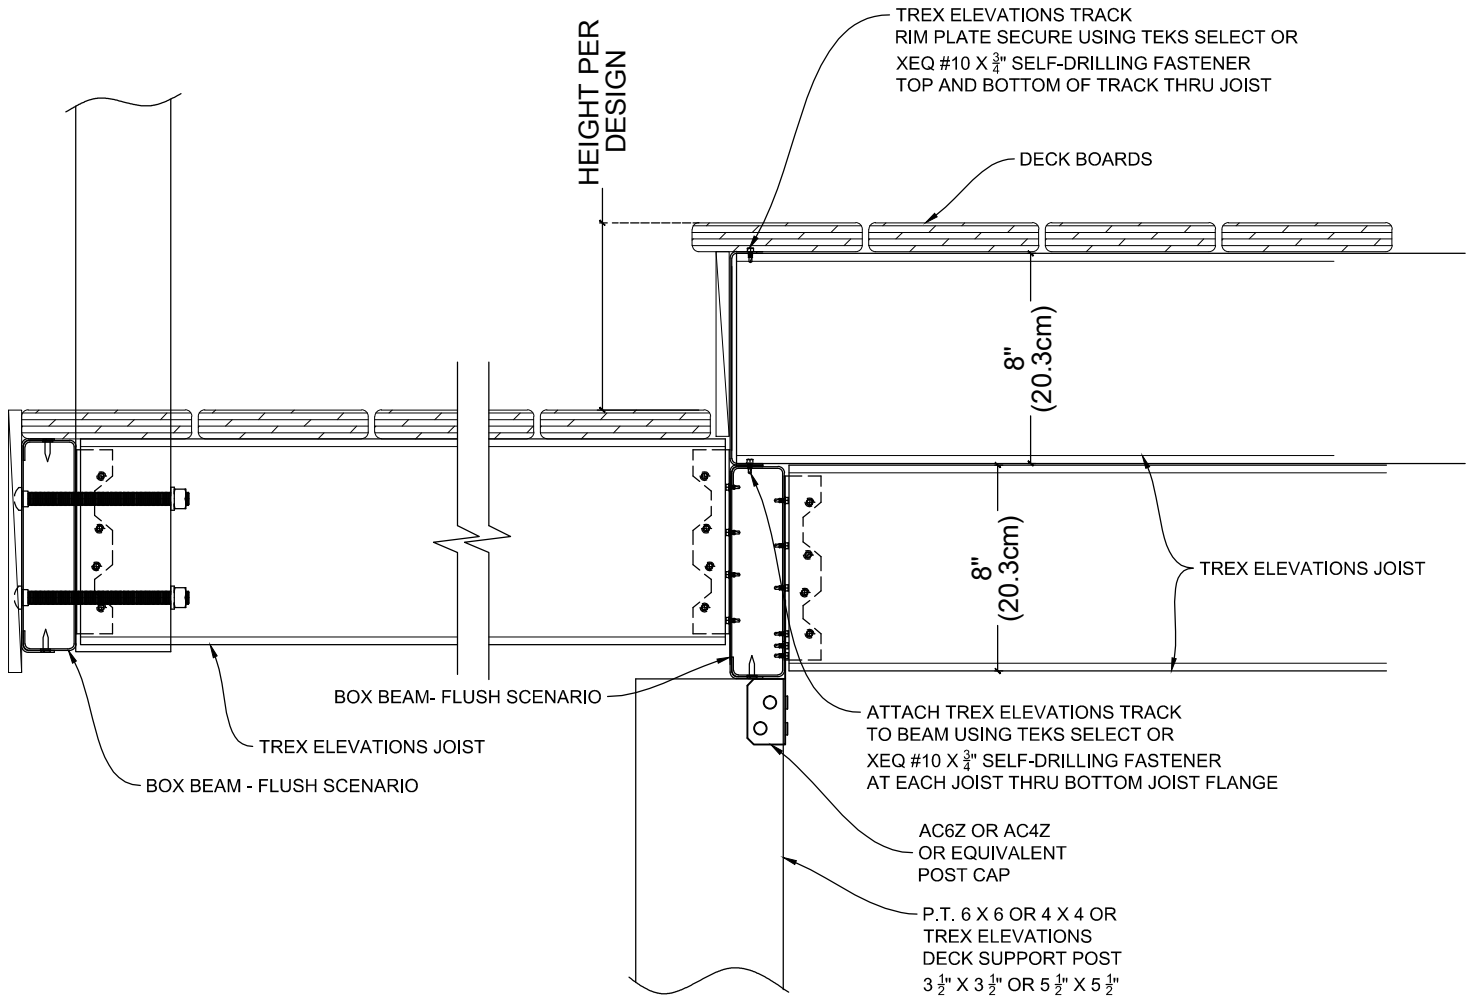 TREX ELEVATIONS TRACK
RIM PLATE SECURE USING TEKS SELECT OR
XEQ #10 X 3/4" SELF-DRILLING FASTENER
TOP AND BOTTOM OF TRACK THRU JOIST
HEIGHT PER
DESIGN
DECK BOARDS
8"
(20.3cm)
8"
(20.3cm)
TREX ELEVATIONS JOIST
BOX BEAM- FLUSH SCENARIO
TREX ELEVATIONS JOIST
BOX BEAM - FLUSH SCENARIO
ATTACH TREX ELEVATIONS TRACK
TO BEAM USING TEKS SELECT OR
XEQ #10 X 3/4" SELF-DRILLING FASTENER
AT EACH JOIST THRU BOTTOM JOIST FLANGE
AC6Z OR AC4Z
OR EQUIVALENT
POST CAP
P.T. 6 X 6 OR 4 X 4 OR
TREX ELEVATIONS
DECK SUPPORT POST
3 1/2" X 3 1/2" OR 5 1/2" X 5 1/2"